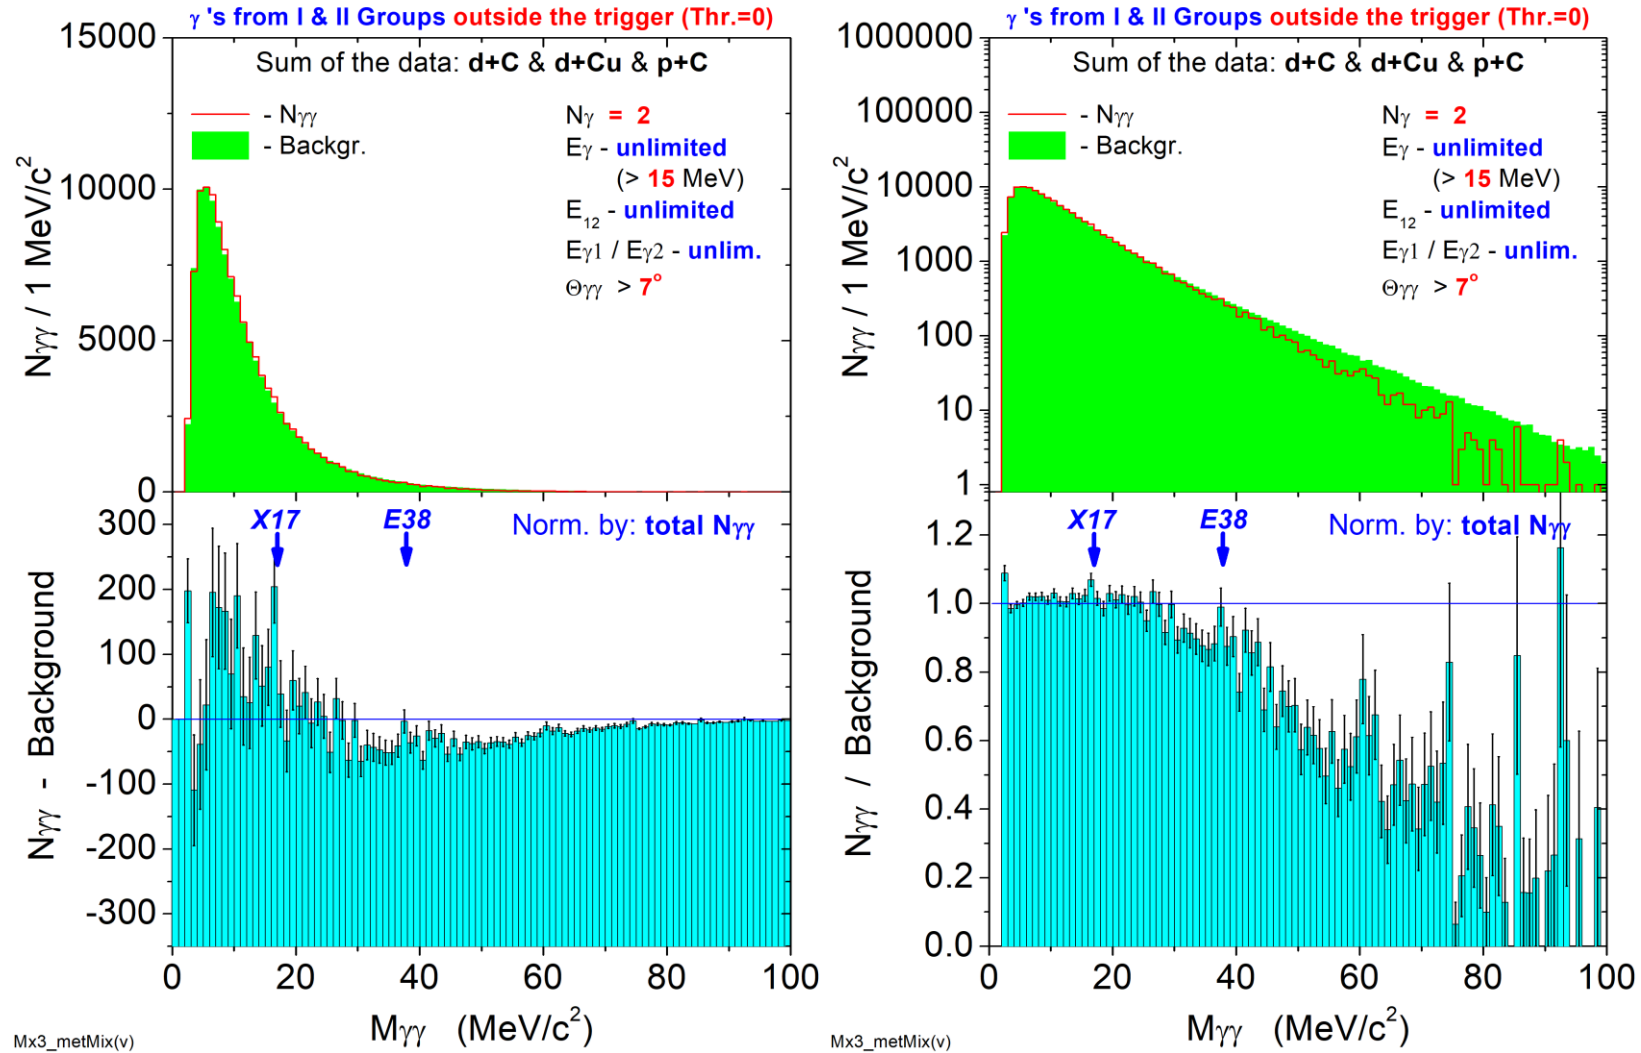 γ 's from I & II Groups outside the trigger (Thr.=0)
15000
10000
5000
0
Nγγ / 1 MeV/c²
Sum of the data: d+C & d+Cu & p+C
- Nγγ
- Backgr.
Nγ = 2
Eγ - unlimited
(> 15 MeV)
E₁₂ - unlimited
Eγ1 / Eγ2 - unlim.
Θγγ > 7°
300
200
100
0
-100
-200
-300
Nγγ - Background
X17
E38
Norm. by: total Nγγ
0 20 40 60 80 100
Mγγ (MeV/c²)
Mx3_metMix(v)
γ 's from I & II Groups outside the trigger (Thr.=0)
1000000
100000
10000
1000
100
10
1
Nγγ / 1 MeV/c²
Sum of the data: d+C & d+Cu & p+C
- Nγγ
- Backgr.
Nγ = 2
Eγ - unlimited
(> 15 MeV)
E₁₂ - unlimited
Eγ1 / Eγ2 - unlim.
Θγγ > 7°
1.2
1.0
0.8
0.6
0.4
0.2
0.0
Nγγ / Background
X17
E38
Norm. by: total Nγγ
0 20 40 60 80 100
Mγγ (MeV/c²)
Mx3_metMix(v)